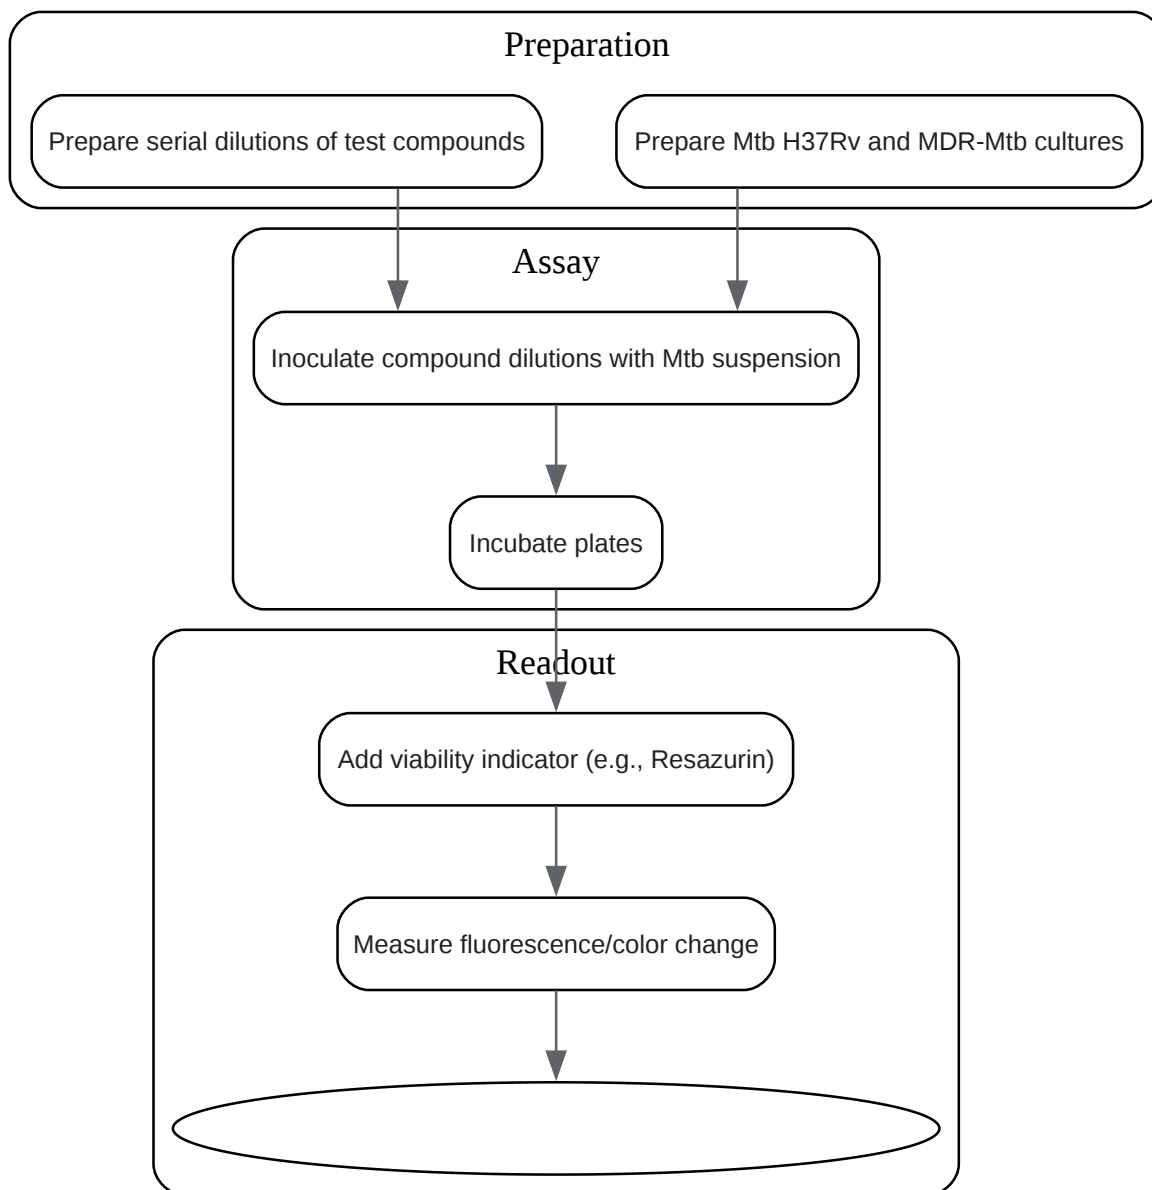 Preparation
Prepare serial dilutions of test compounds
Prepare Mtb H37Rv and MDR-Mtb cultures
Assay
Inoculate compound dilutions with Mtb suspension
Incubate plates
Readout
Add viability indicator (e.g., Resazurin)
Measure fluorescence/color change